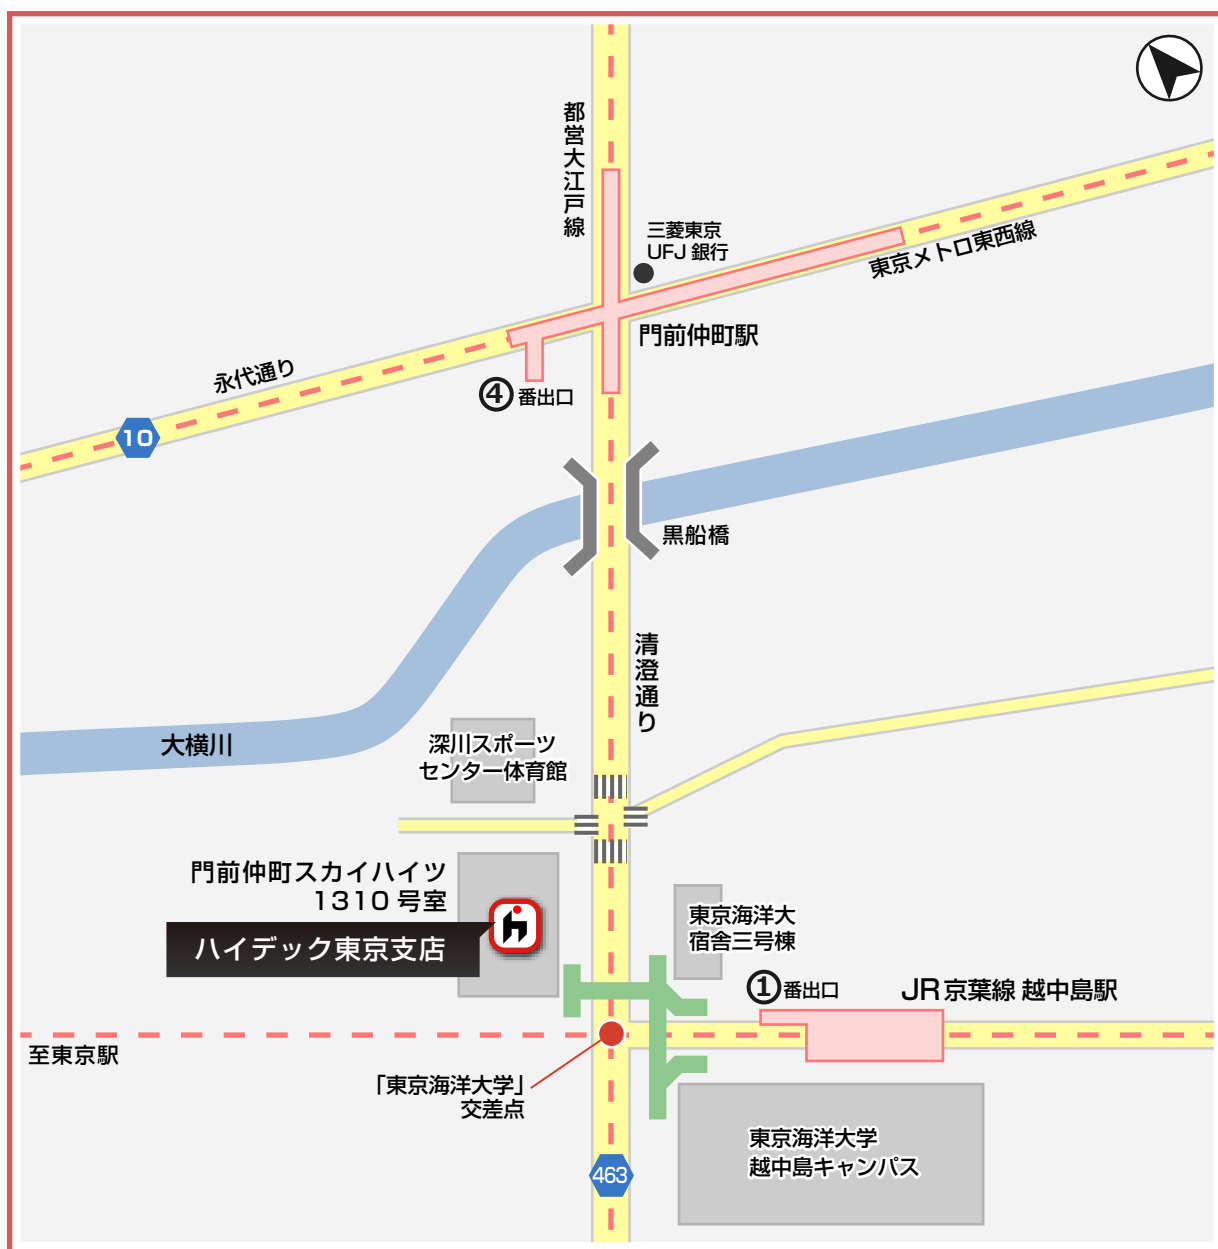 都営大江戸線
三菱東京
UFJ 銀行
東京メトロ東西線
門前仲町駅
永代通り
④ 番出口
10
黒船橋
清澄通り
大横川
深川スポーツ
センター体育館
門前仲町スカイハイツ
1310 号室
ハイデック東京支店
東京海洋大
宿舎三号棟
① 番出口
JR 京葉線 越中島駅
至東京駅
「東京海洋大学」
交差点
東京海洋大学
越中島キャンパス
463